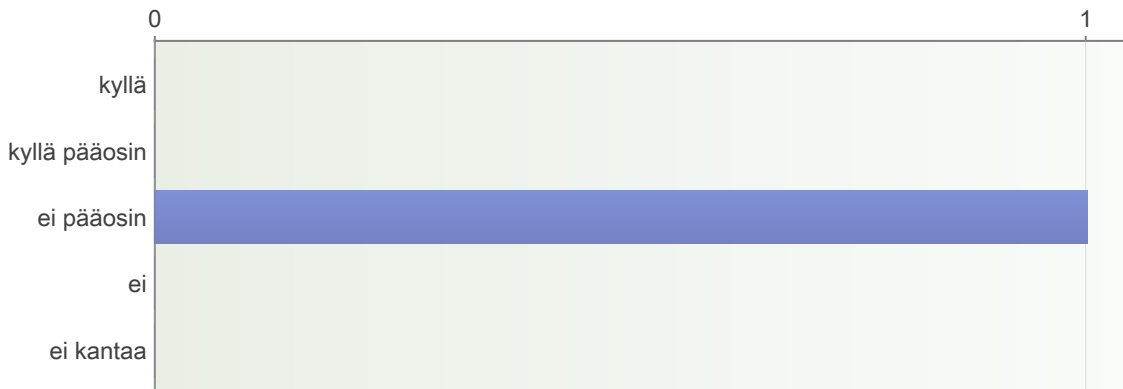 0 1
kyllä
kyllä pääosin
ei pääosin
ei
ei kantaa